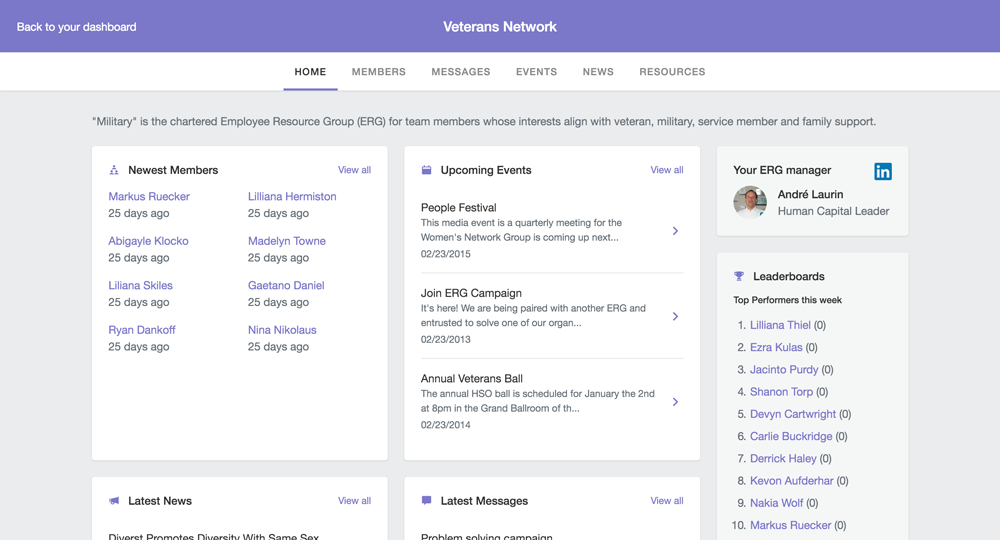 Back to your dashboard
Veterans Network
HOME MEMBERS MESSAGES EVENTS NEWS RESOURCES
"Military" is the chartered Employee Resource Group (ERG) for team members whose interests align with veteran, military, service member and family support.
Newest Members View all
Markus Ruecker Lilliana Hermiston
25 days ago 25 days ago
Abigayle Klocko Madelyn Towne
25 days ago 25 days ago
Liliana Skiles Gaetano Daniel
25 days ago 25 days ago
Ryan Dankoff Nina Nikolaus
25 days ago 25 days ago
Upcoming Events View all
People Festival
This media event is a quarterly meeting for the
Women's Network Group is coming up next...
02/23/2015
Join ERG Campaign
It's here! We are being paired with another ERG and
entrusted to solve one of our organ...
02/23/2013
Annual Veterans Ball
The annual HSO ball is scheduled for January the 2nd
at 8pm in the Grand Ballroom of th...
02/23/2014
Your ERG manager in
André Laurin
Human Capital Leader
Leaderboards
Top Performers this week
1. Lilliana Thiel (0)
2. Ezra Kulas (0)
3. Jacinto Purdy (0)
4. Shanon Torp (0)
5. Devyn Cartwright (0)
6. Carlie Buckridge (0)
7. Derrick Haley (0)
8. Kevon Aufderhar (0)
9. Nakia Wolf (0)
10. Markus Ruecker (0)
Latest News View all
Diverst Promotes Diversity With Same Sex
Latest Messages View all
Problem solving campaign